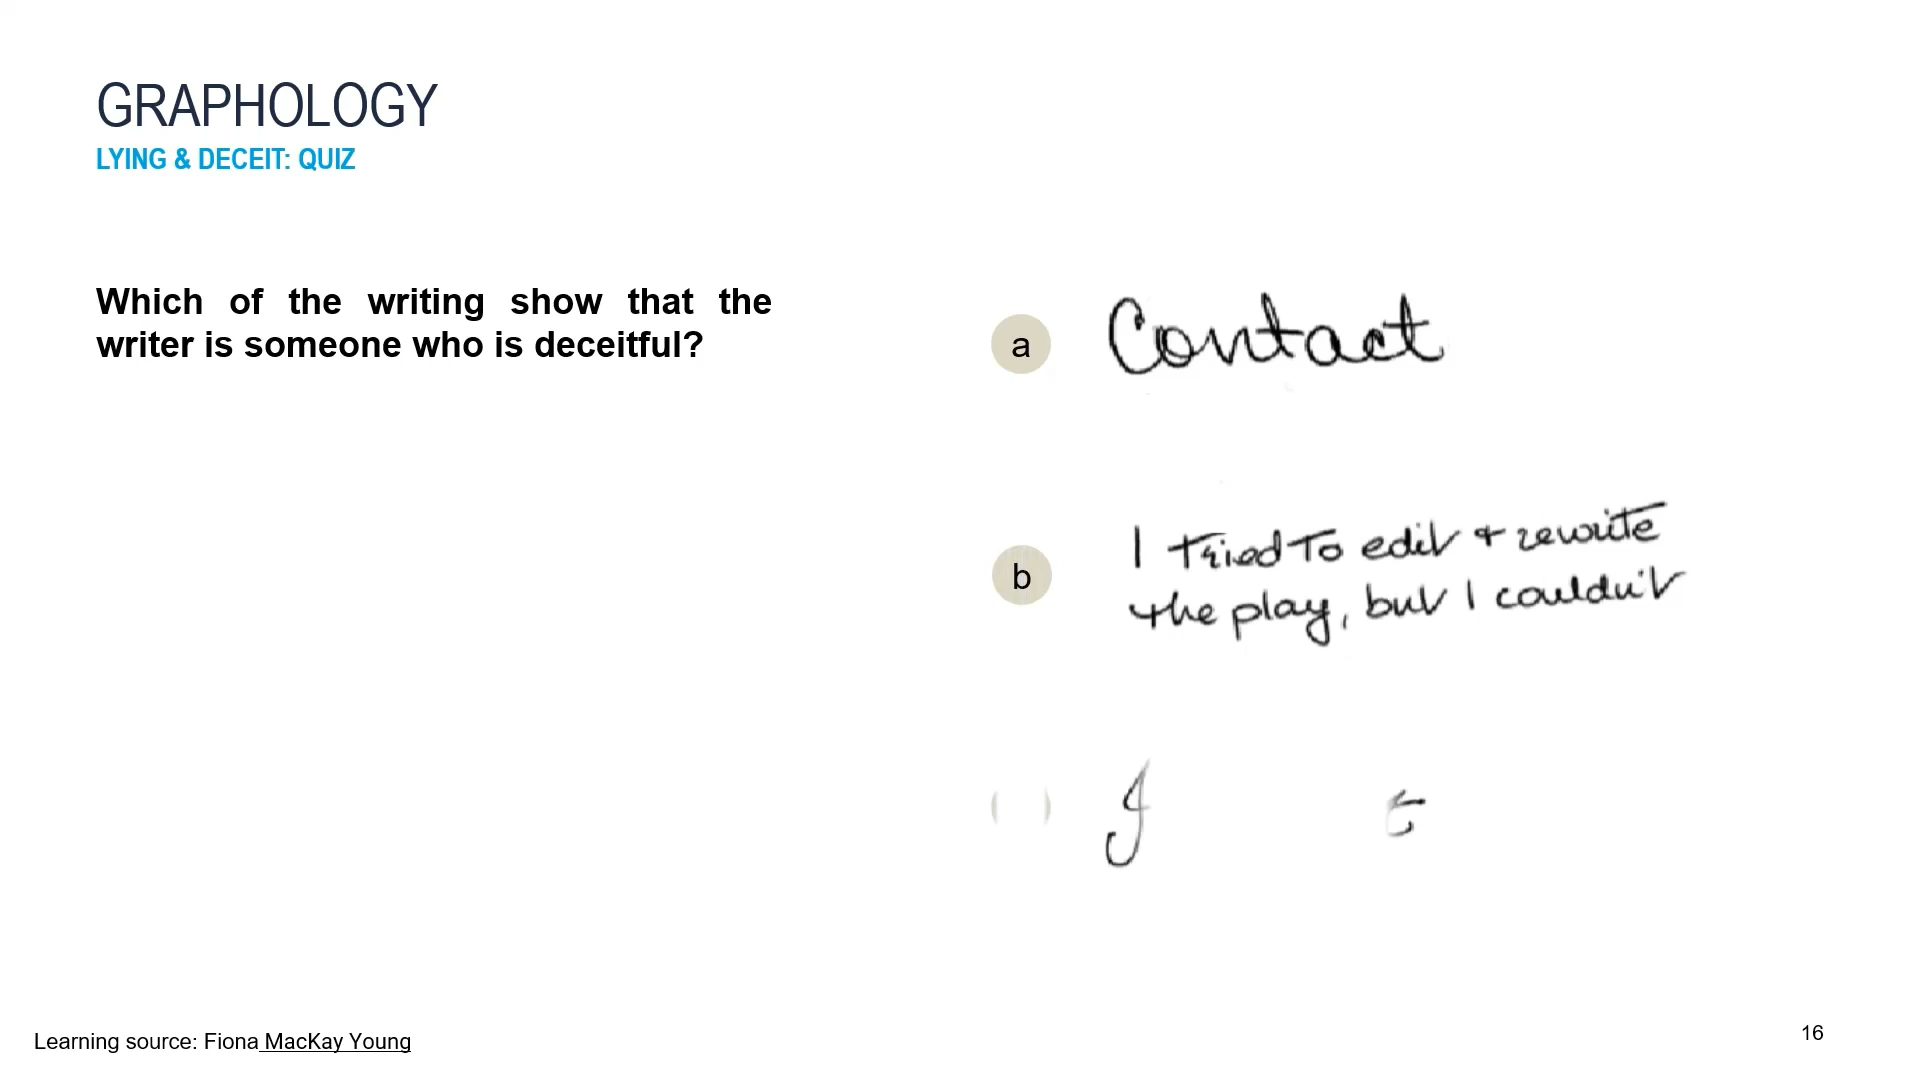 GRAPHOLOGY
LYING & DECEIT: QUIZ
Which of the writing show that the
writer is someone who is deceitful?
a
Contact
b
I tried to edit & rewrite
the play, but I couldn't
Learning source: Fiona MacKay Young
16